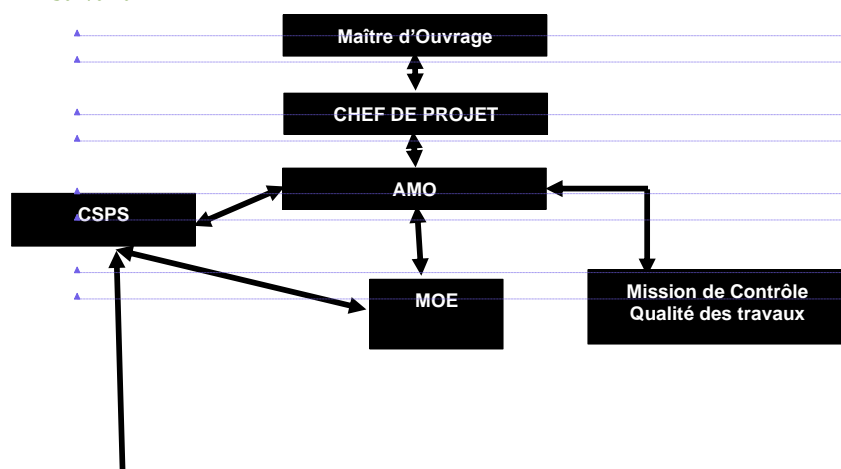 Maître d'Ouvrage
CHEF DE PROJET
AMO
CSPS
MOE
Mission de Contrôle
Qualité des travaux